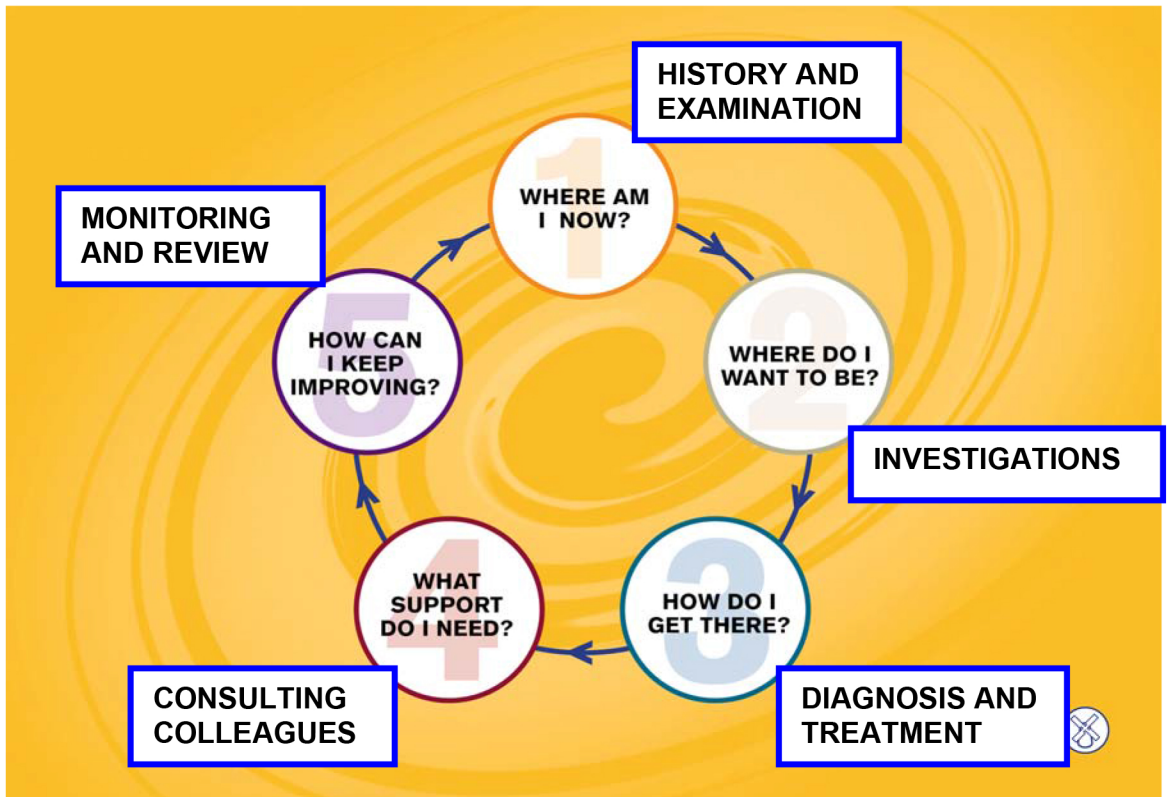 HISTORY AND
EXAMINATION
1
WHERE AM
I NOW?
MONITORING
AND REVIEW
5
HOW CAN
I KEEP
IMPROVING?
2
WHERE DO I
WANT TO BE?
INVESTIGATIONS
4
WHAT
SUPPORT
DO I NEED?
3
HOW DO I
GET THERE?
CONSULTING
COLLEAGUES
DIAGNOSIS AND
TREATMENT